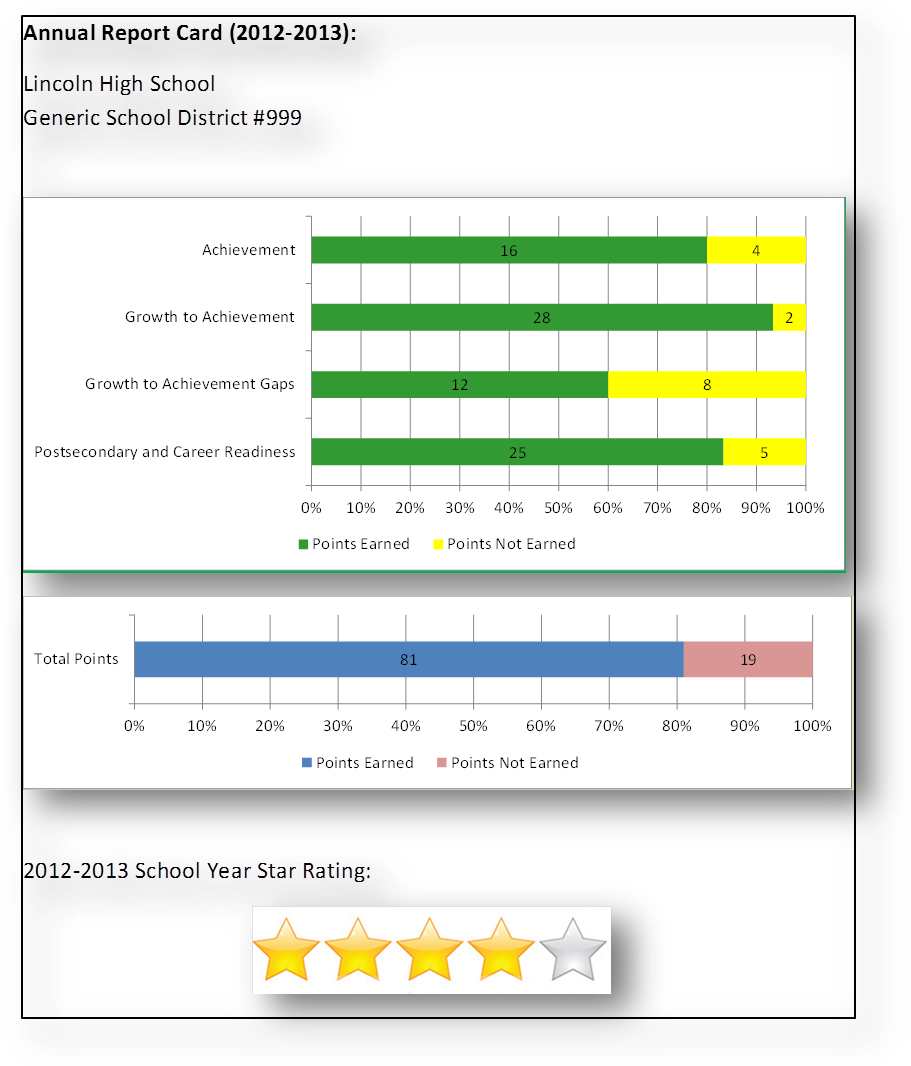 Annual Report Card (2012-2013):
Lincoln High School
Generic School District #999
Achievement 16 4
Growth to Achievement 28 2
Growth to Achievement Gaps 12 8
Postsecondary and Career Readiness 25 5
0% 10% 20% 30% 40% 50% 60% 70% 80% 90% 100%
Points Earned Points Not Earned
Total Points 81 19
0% 10% 20% 30% 40% 50% 60% 70% 80% 90% 100%
Points Earned Points Not Earned
2012-2013 School Year Star Rating: